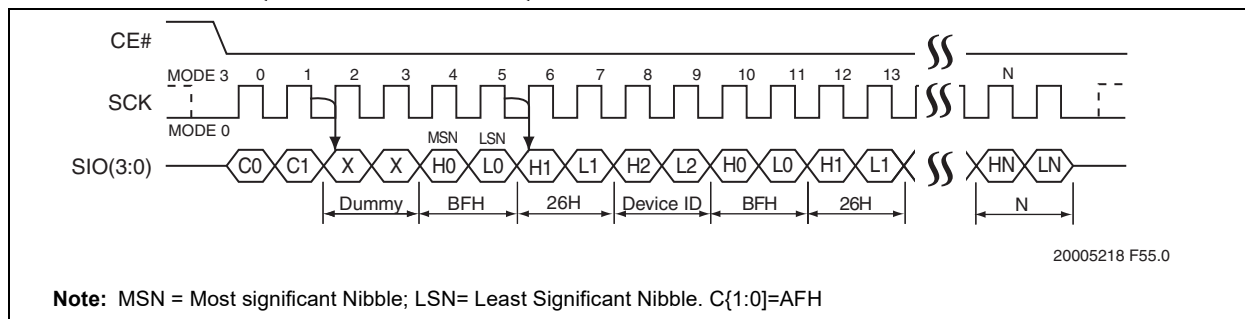 CE#
MODE 3 0 1 2 3 4 5 6 7 8 9 10 11 12 13 N
SCK
MODE 0
MSN LSN
SIO(3:0) C0 C1 X X H0 L0 H1 L1 H2 L2 H0 L0 H1 L1 HN LN
Dummy BFH 26H Device ID BFH 26H N
20005218 F55.0
Note: MSN = Most significant Nibble; LSN= Least Significant Nibble. C{1:0]=AFH